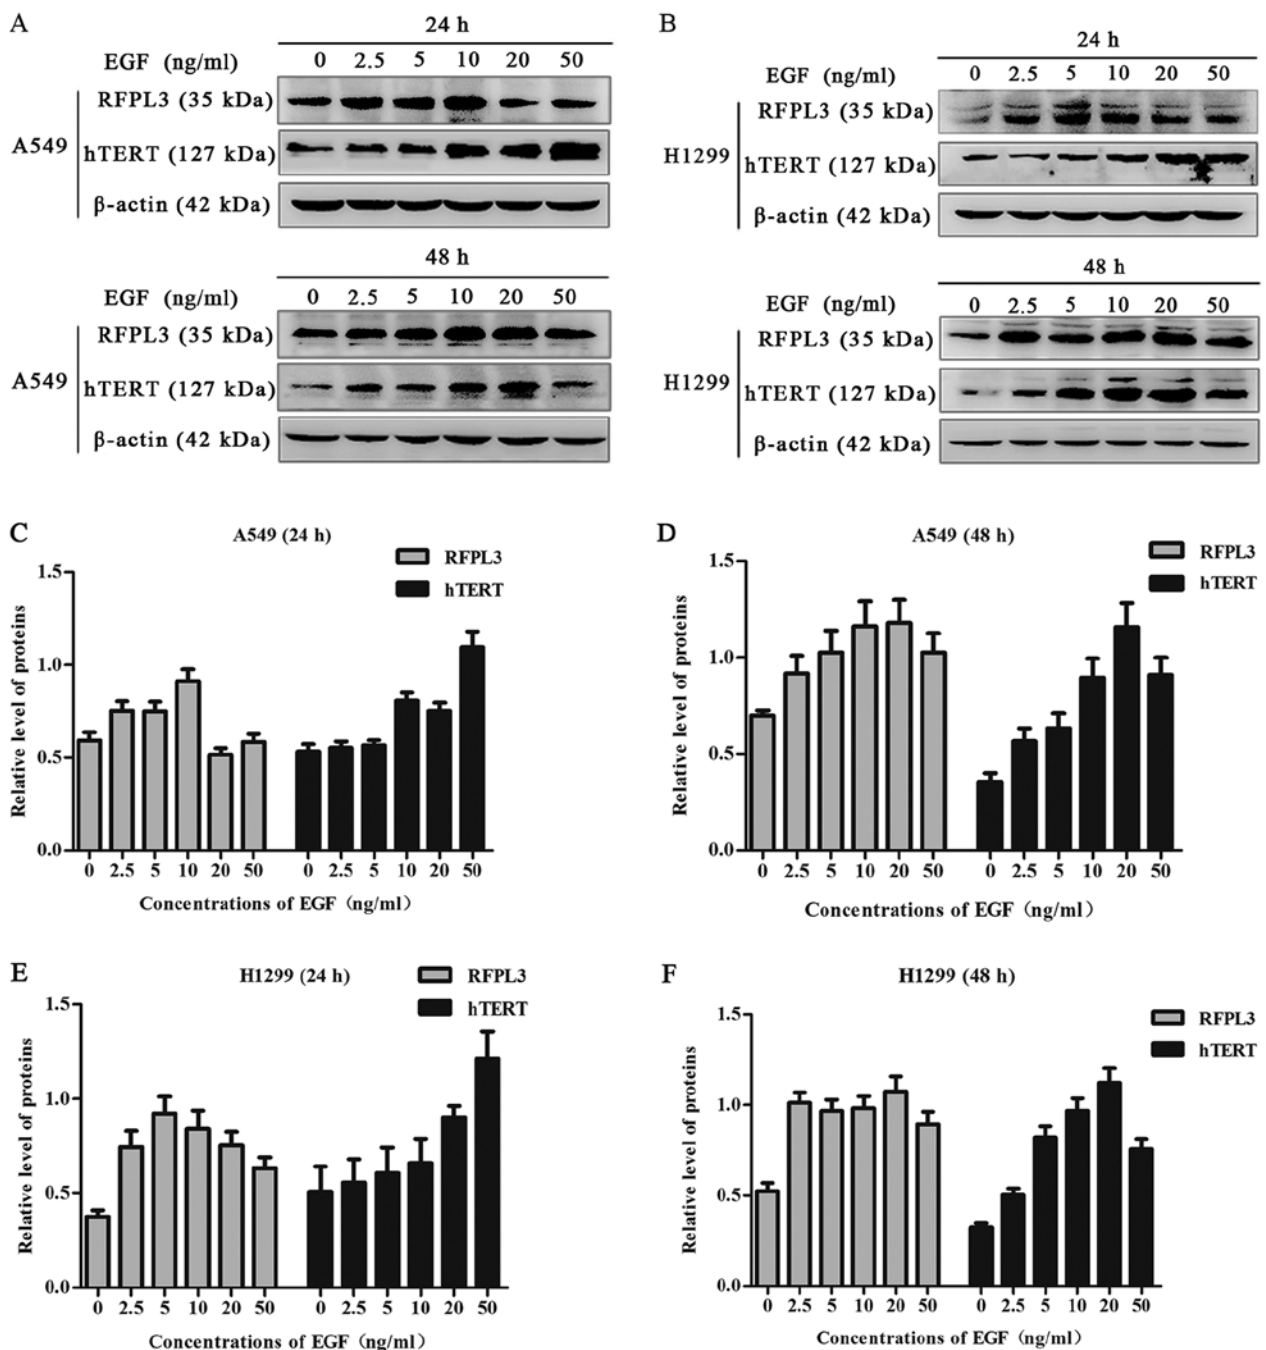 A
24 h
EGF (ng/ml) 0 2.5 5 10 20 50
RFPL3 (35 kDa)
A549
hTERT (127 kDa)
β-actin (42 kDa)
48 h
EGF (ng/ml) 0 2.5 5 10 20 50
RFPL3 (35 kDa)
A549
hTERT (127 kDa)
β-actin (42 kDa)
B
24 h
EGF (ng/ml) 0 2.5 5 10 20 50
RFPL3 (35 kDa)
H1299
hTERT (127 kDa)
β-actin (42 kDa)
48 h
EGF (ng/ml) 0 2.5 5 10 20 50
RFPL3 (35 kDa)
H1299
hTERT (127 kDa)
β-actin (42 kDa)
C
A549 (24 h)
RFPL3
hTERT
Relative level of proteins
1.5
1.0
0.5
0.0
0 2.5 5 10 20 50 0 2.5 5 10 20 50
Concentrations of EGF (ng/ml)
D
A549 (48 h)
RFPL3
hTERT
Relative level of proteins
1.5
1.0
0.5
0.0
0 2.5 5 10 20 50 0 2.5 5 10 20 50
Concentrations of EGF (ng/ml)
E
H1299 (24 h)
RFPL3
hTERT
Relative level of proteins
1.5
1.0
0.5
0.0
0 2.5 5 10 20 50 0 2.5 5 10 20 50
Concentrations of EGF (ng/ml)
F
H1299 (48 h)
RFPL3
hTERT
Relative level of proteins
1.5
1.0
0.5
0.0
0 2.5 5 10 20 50 0 2.5 5 10 20 50
Concentrations of EGF (ng/ml)